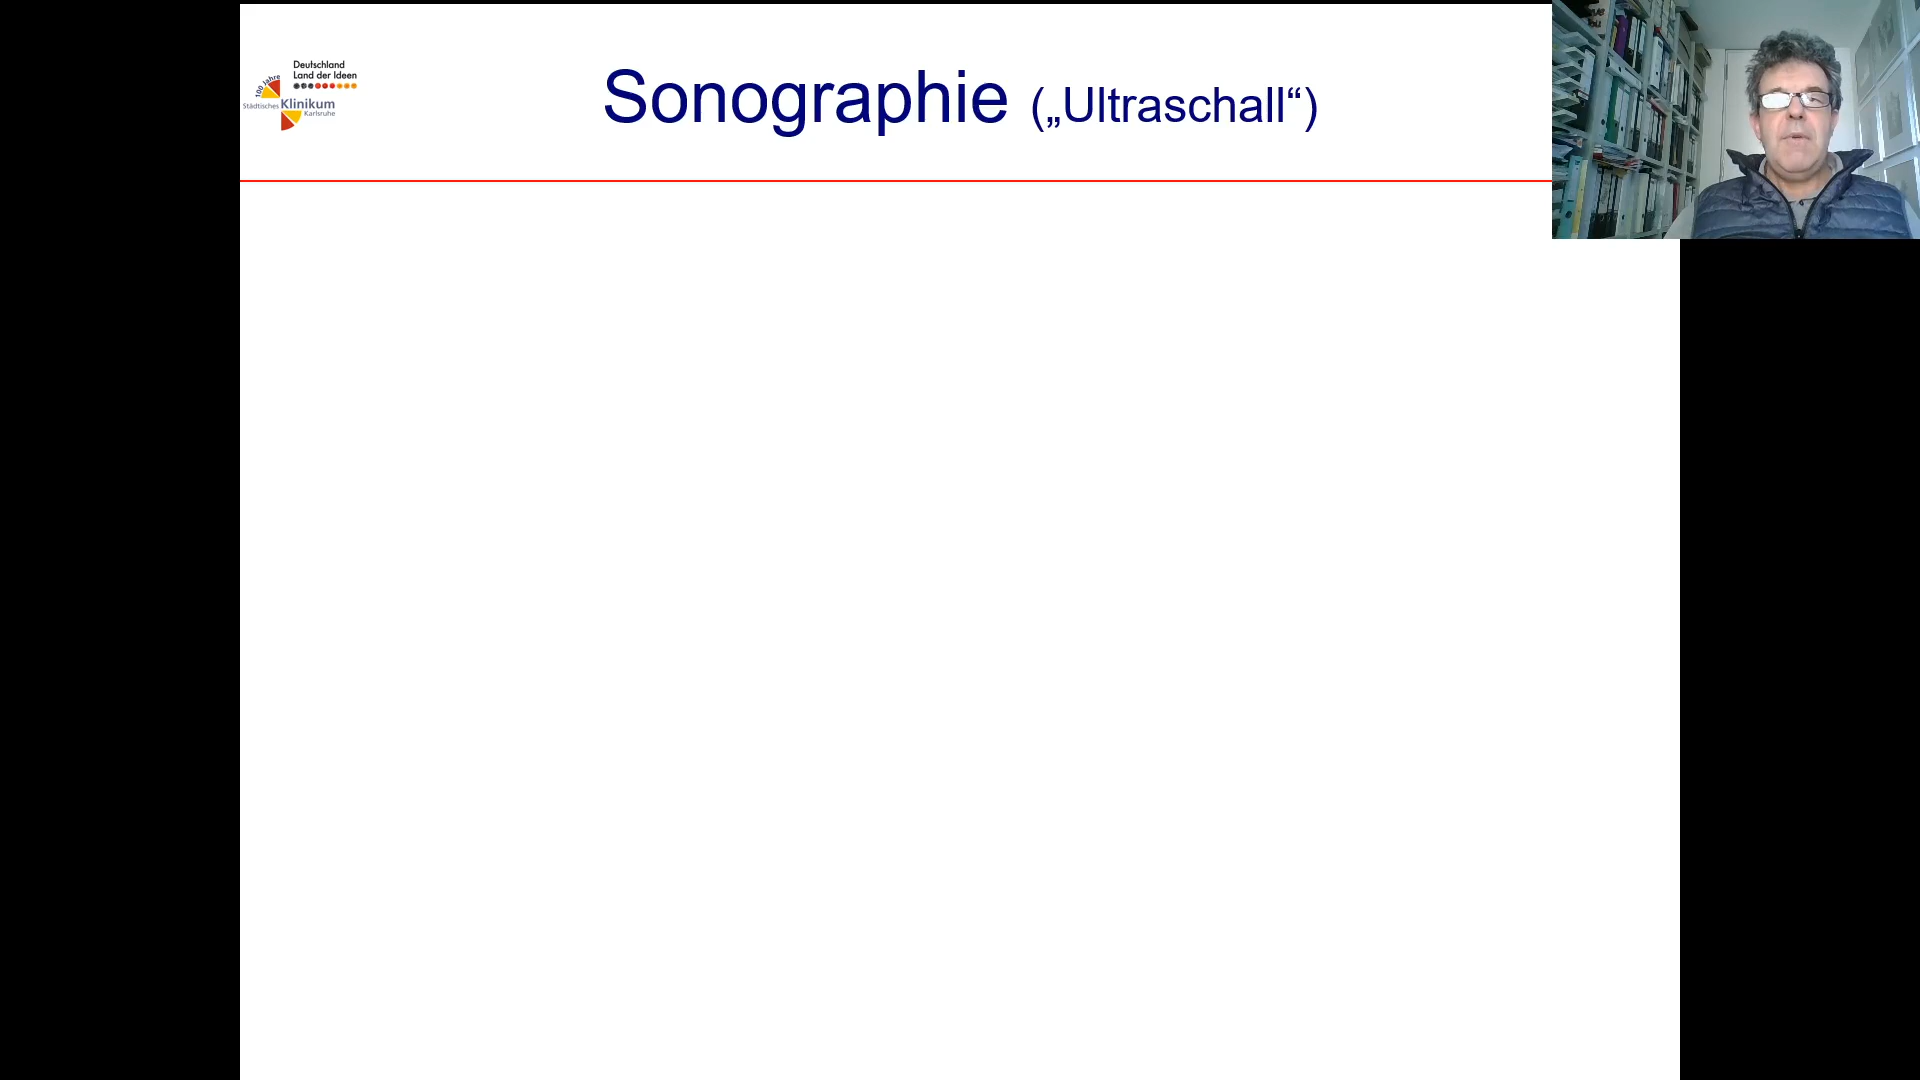 Deutschland
Land der Ideen
100 Jahre
Städtisches Klinikum
Karlsruhe
Sonographie („Ultraschall“)